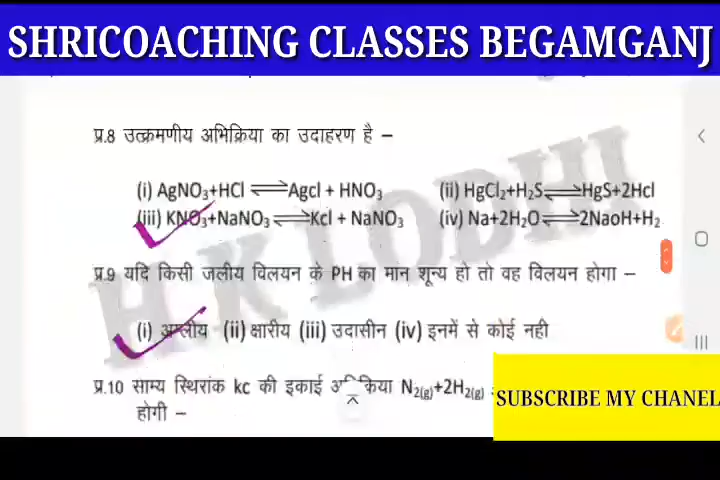 SHRICOACHING CLASSES BEGAMGANJ
प्र.8 उत्क्रमणीय अभिक्रिया का उदाहरण है –
(i) AgNO₃+HCl ⇌ Agcl + HNO₃ (ii) HgCl₂+H₂S ⇌ HgS+2Hcl
(iii) KNO₃+NaNO₃ ⇌ Kcl + NaNO₃ (iv) Na+2H₂O ⇌ 2NaoH+H₂
प्र.9 यदि किसी जलीय विलयन के PH का मान शून्य हो तो वह विलयन होगा –
(i) अम्लीय (ii) क्षारीय (iii) उदासीन (iv) इनमें से कोई नही
प्र.10 साम्य स्थिरांक kc की इकाई N₂(g)+2H₂(g)
होगी –
SUBSCRIBE MY CHANEL
H K LODHI